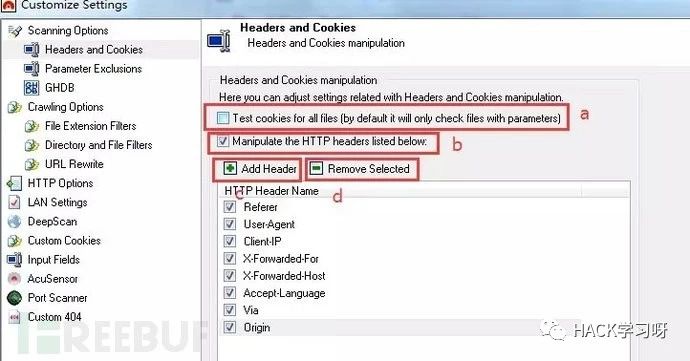 Customize Settings
Scanning Options
Headers and Cookies
Parameter Exclusions
GHDB
Crawling Options
File Extension Filters
Directory and File Filters
URL Rewrite
HTTP Options
LAN Settings
DeepScan
Custom Cookies
Input Fields
AcuSensor
Port Scanner
Custom 404
Headers and Cookies
Headers and Cookies manipulation
Headers and Cookies manipulation
Here you can adjust settings related with Headers and Cookies manipulation.
Test cookies for all files (by default it will only check files with parameters)
a
Manipulate the HTTP headers listed below:
b
Add Header
Remove Selected
c
d
HTTP Header Name
Referer
User-Agent
Client-IP
X-Forwarded-For
X-Forwarded-Host
Accept-Language
Via
Origin
FREEBUF
HACK学习呀